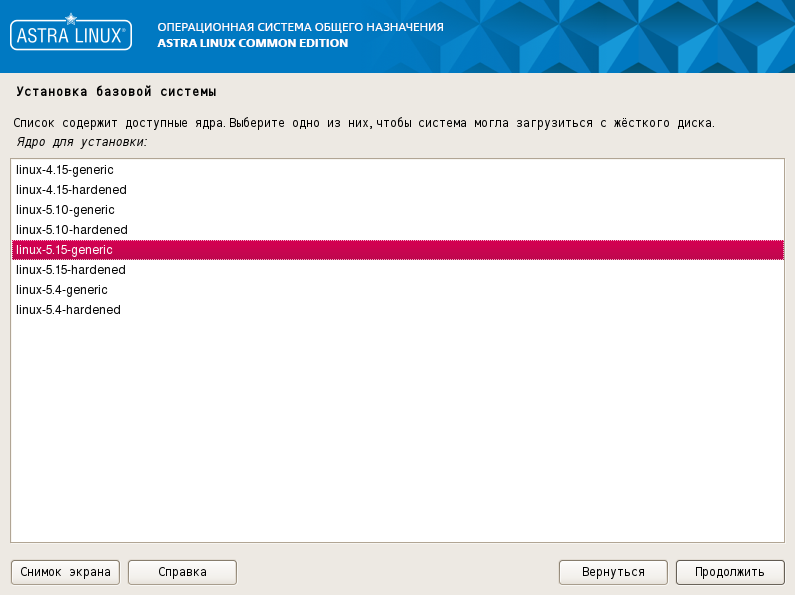 ASTRA LINUX®
ОПЕРАЦИОННАЯ СИСТЕМА ОБЩЕГО НАЗНАЧЕНИЯ
ASTRA LINUX COMMON EDITION
Установка базовой системы
Список содержит доступные ядра. Выберите одно из них, чтобы система могла загрузиться с жёсткого диска.
Ядро для установки:
linux-4.15-generic
linux-4.15-hardened
linux-5.10-generic
linux-5.10-hardened
linux-5.15-generic
linux-5.15-hardened
linux-5.4-generic
linux-5.4-hardened
Снимок экрана Справка Вернуться Продолжить